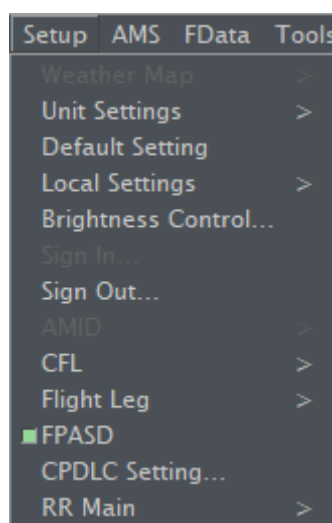 Setup AMS FData Tools
Weather Map >
Unit Settings >
Default Setting
Local Settings >
Brightness Control...
Sign In...
Sign Out...
AMID >
CFL >
Flight Leg >
FPASD
CPDLC Setting...
RR Main >